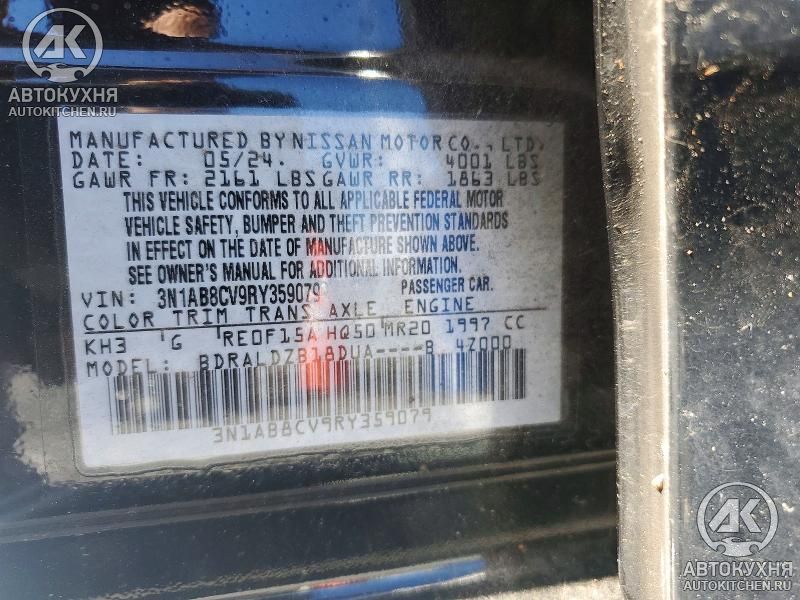 АК
АВТОКУХНЯ
AUTOKITCHEN.RU
MANUFACTURED BY NISSAN MOTOR CO., LTD.
DATE: 05/24. GVWR: 4001 LBS
GAWR FR: 2161 LBS GAWR RR: 1863 LBS
THIS VEHICLE CONFORMS TO ALL APPLICABLE FEDERAL MOTOR
VEHICLE SAFETY, BUMPER AND THEFT PREVENTION STANDARDS
IN EFFECT ON THE DATE OF MANUFACTURE SHOWN ABOVE.
SEE OWNER'S MANUAL FOR ADDITIONAL INFORMATION.
VIN: 3N1AB8CV9RY359079 PASSENGER CAR.
COLOR TRIM TRANS AXLE ENGINE
KH3 G RE0F15A HQ50 MR20 1997 CC
MODEL: BDRALDZB18DUA----B 4Z000
3N1AB8CV9RY359079
АК
АВТОКУХНЯ
AUTOKITCHEN.RU